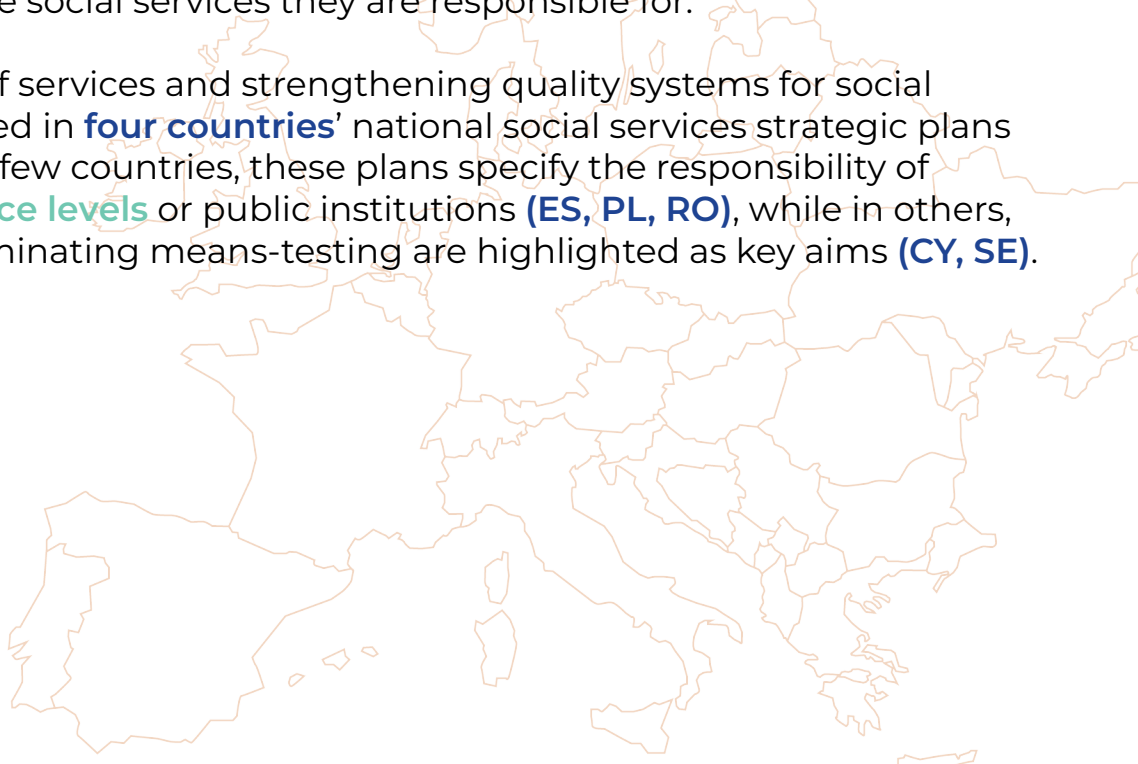 e social services they are responsible for.
f services and strengthening quality systems for social
ed in four countries’ national social services strategic plans
few countries, these plans specify the responsibility of
ce levels or public institutions (ES, PL, RO), while in others,
minating means-testing are highlighted as key aims (CY, SE).